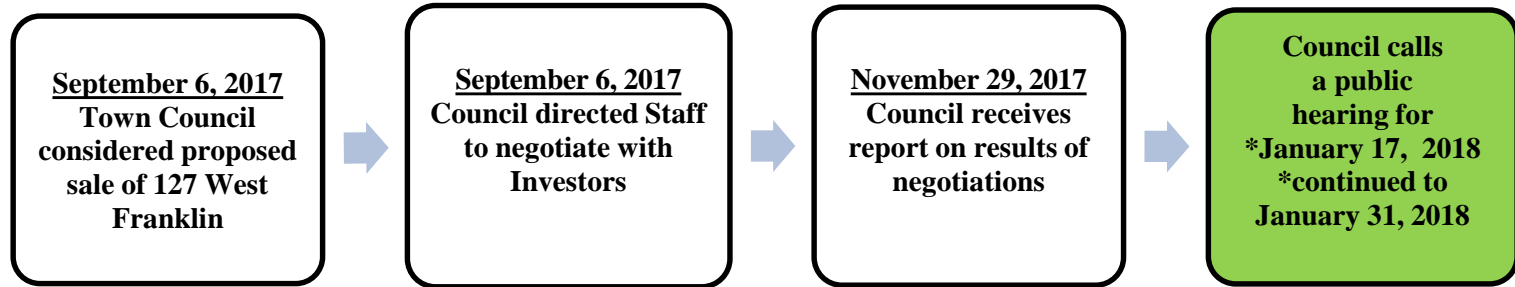 September 6, 2017
Town Council
considered proposed
sale of 127 West
Franklin
September 6, 2017
Council directed Staff
to negotiate with
Investors
November 29, 2017
Council receives
report on results of
negotiations
Council calls
a public
hearing for
*January 17, 2018
*continued to
January 31, 2018